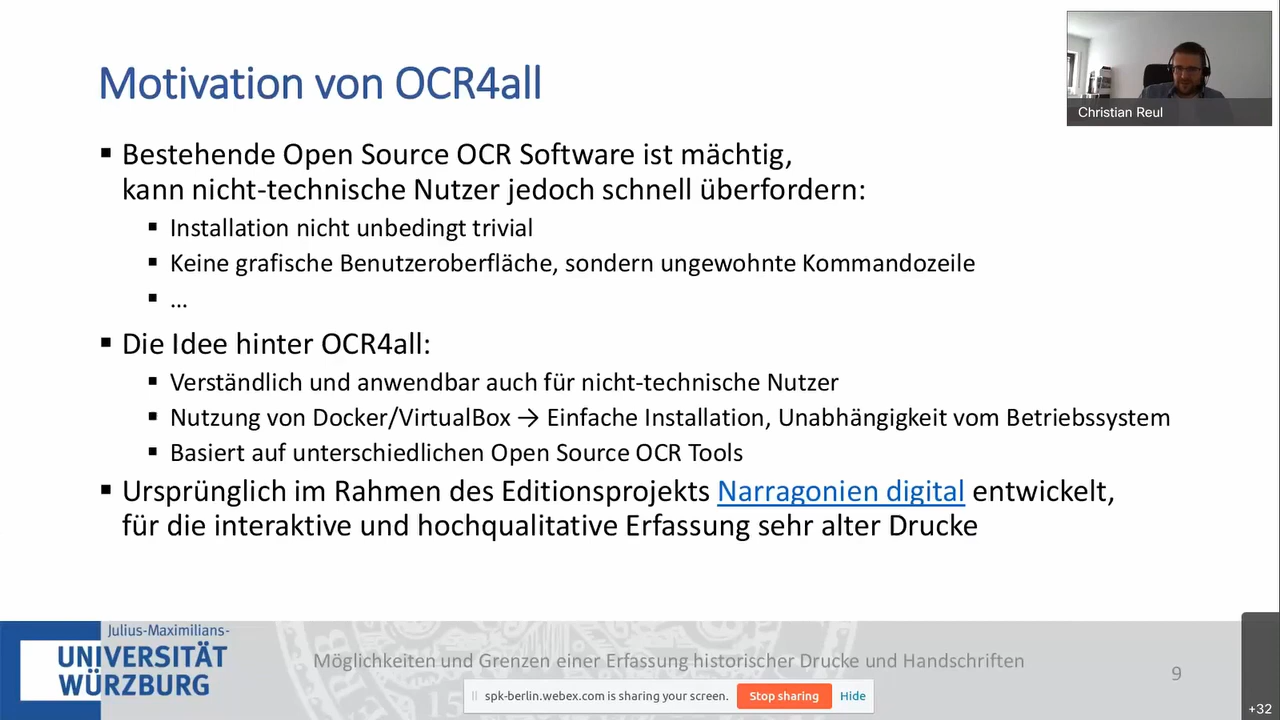 Motivation von OCR4all
Christian Reul
▪ Bestehende Open Source OCR Software ist mächtig,
kann nicht-technische Nutzer jedoch schnell überfordern:
▪ Installation nicht unbedingt trivial
▪ Keine grafische Benutzeroberfläche, sondern ungewohnte Kommandozeile
▪ …
▪ Die Idee hinter OCR4all:
▪ Verständlich und anwendbar auch für nicht-technische Nutzer
▪ Nutzung von Docker/VirtualBox → Einfache Installation, Unabhängigkeit vom Betriebssystem
▪ Basiert auf unterschiedlichen Open Source OCR Tools
▪ Ursprünglich im Rahmen des Editionsprojekts Narragonien digital entwickelt,
für die interaktive und hochqualitative Erfassung sehr alter Drucke
Julius-Maximilians-
UNIVERSITÄT
WÜRZBURG
Möglichkeiten und Grenzen einer Erfassung historischer Drucke und Handschriften
9
spk-berlin.webex.com is sharing your screen.
Stop sharing
Hide
+32